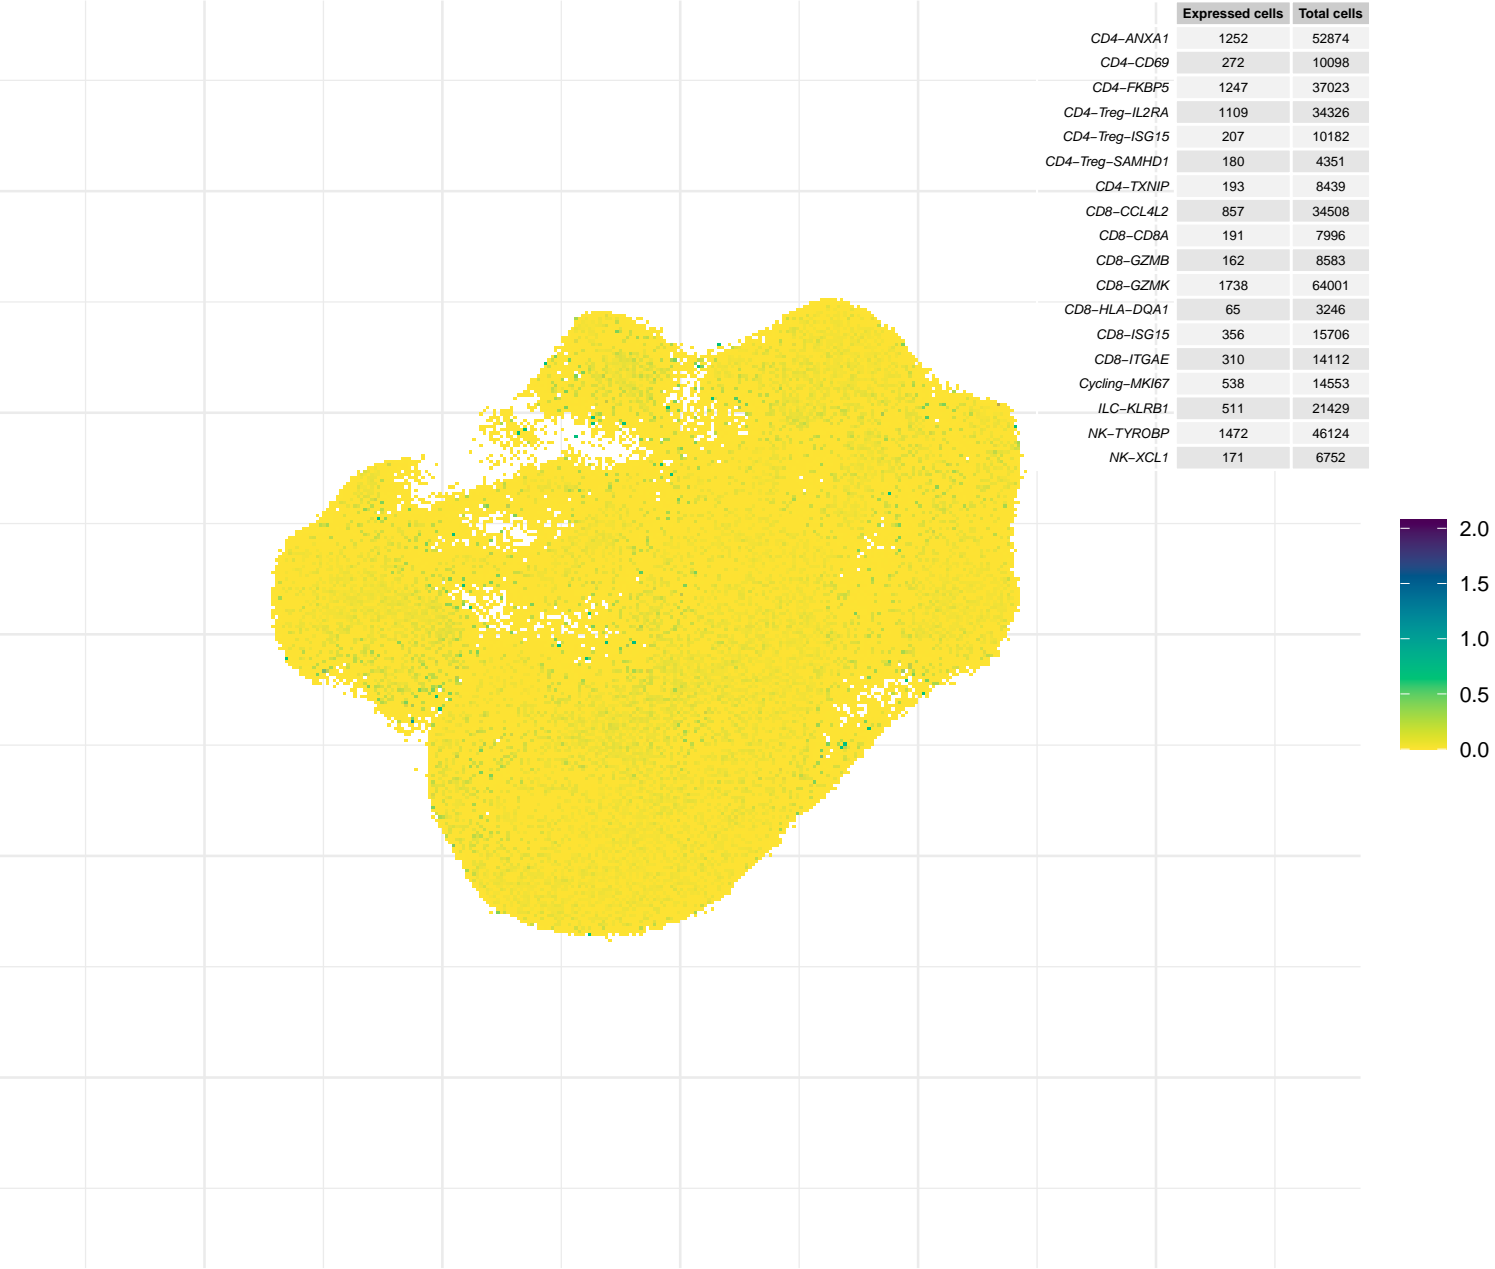 Expressed cells Total cells
CD4−ANXA1 1252 52874
CD4−CD69 272 10098
CD4−FKBP5 1247 37023
CD4−Treg−IL2RA 1109 34326
CD4−Treg−ISG15 207 10182
CD4−Treg−SAMHD1 180 4351
CD4−TXNIP 193 8439
CD8−CCL4L2 857 34508
CD8−CD8A 191 7996
CD8−GZMB 162 8583
CD8−GZMK 1738 64001
CD8−HLA−DQA1 65 3246
CD8−ISG15 356 15706
CD8−ITGAE 310 14112
Cycling−MKI67 538 14553
ILC−KLRB1 511 21429
NK−TYROBP 1472 46124
NK−XCL1 171 6752
2.0
1.5
1.0
0.5
0.0